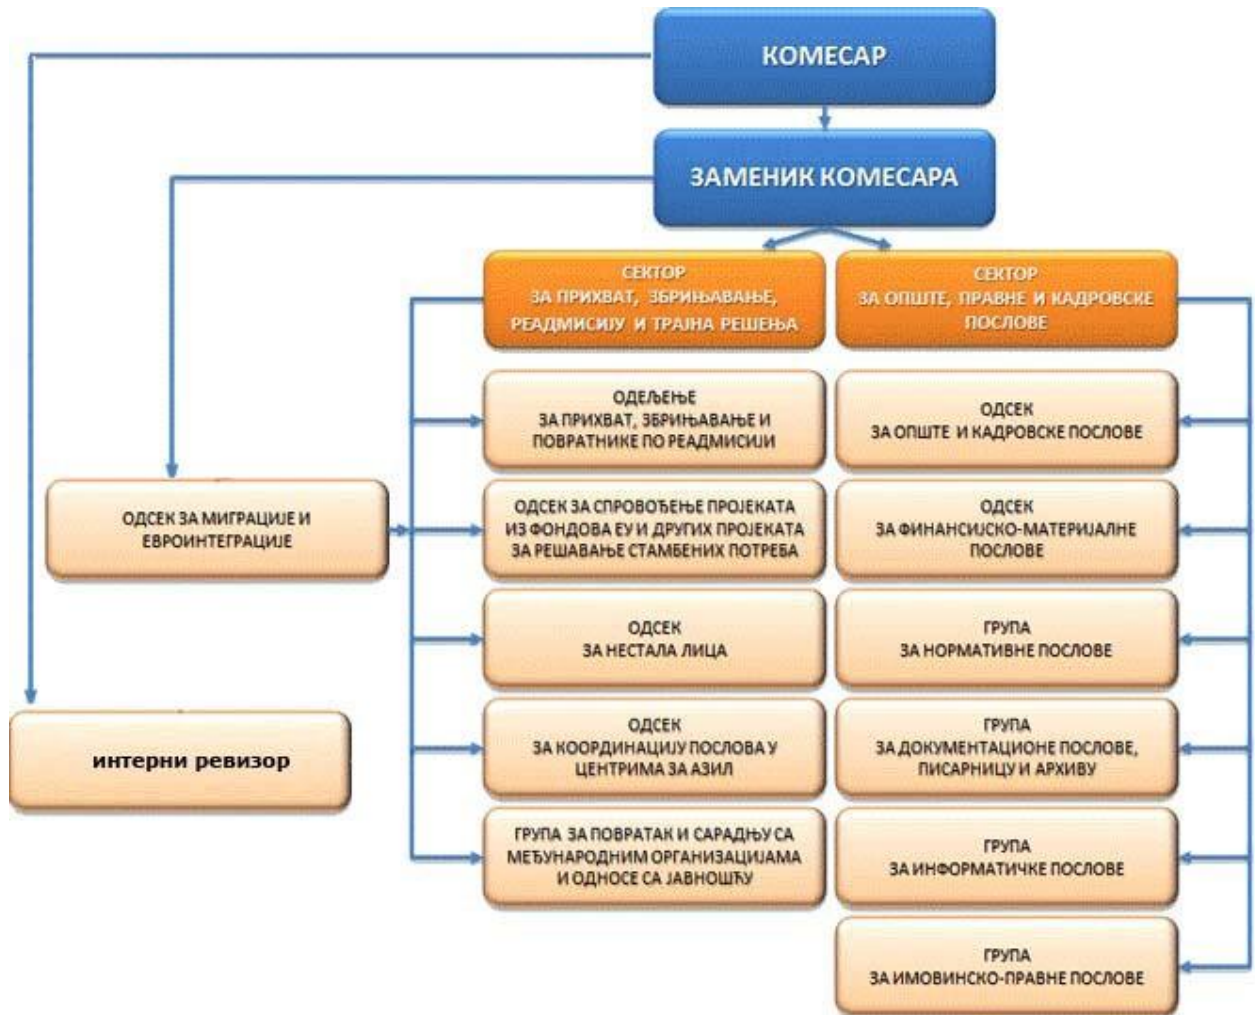 КОМЕСАР
ЗАМЕНИК КОМЕСАРА
СЕКТОР
ЗА ПРИХВАТ, ЗБРИЊАВАЊЕ,
РЕАДМИСИЈУ И ТРАЈНА РЕШЕЊА
СЕКТОР
ЗА ОПШТЕ, ПРАВНЕ И КАДРОВСКЕ
ПОСЛОВЕ
ОДЕЉЕЊЕ
ЗА ПРИХВАТ, ЗБРИЊАВАЊЕ И
ПОВРАТНИКЕ ПО РЕАДМИСИЈИ
ОДСЕК
ЗА ОПШТЕ И КАДРОВСКЕ ПОСЛОВЕ
ОДСЕК ЗА МИГРАЦИЈЕ И
ЕВРОИНТЕГРАЦИЈЕ
ОДСЕК ЗА СПРОВОЂЕЊЕ ПРОЈЕКАТА
ИЗ ФОНДОВА ЕУ И ДРУГИХ ПРОЈЕКАТА
ЗА РЕШАВАЊЕ СТАМБЕНИХ ПОТРЕБА
ОДСЕК
ЗА ФИНАНСИЈСКО-МАТЕРИЈАЛНЕ
ПОСЛОВЕ
ОДСЕК
ЗА НЕСТАЛА ЛИЦА
ГРУПА
ЗА НОРМАТИВНЕ ПОСЛОВЕ
интерни ревизор
ОДСЕК
ЗА КООРДИНАЦИЈУ ПОСЛОВА У
ЦЕНТРИМА ЗА АЗИЛ
ГРУПА
ЗА ДОКУМЕНТАЦИОНЕ ПОСЛОВЕ,
ПИСАРНИЦУ И АРХИВУ
ГРУПА ЗА ПОВРАТАК И САРАДЊУ СА
МЕЂУНАРОДНИМ ОРГАНИЗАЦИЈАМА
И ОДНОСЕ СА ЈАВНОШЋУ
ГРУПА
ЗА ИНФОРМАТИЧКЕ ПОСЛОВЕ
ГРУПА
ЗА ИМОВИНСКО-ПРАВНЕ ПОСЛОВЕ